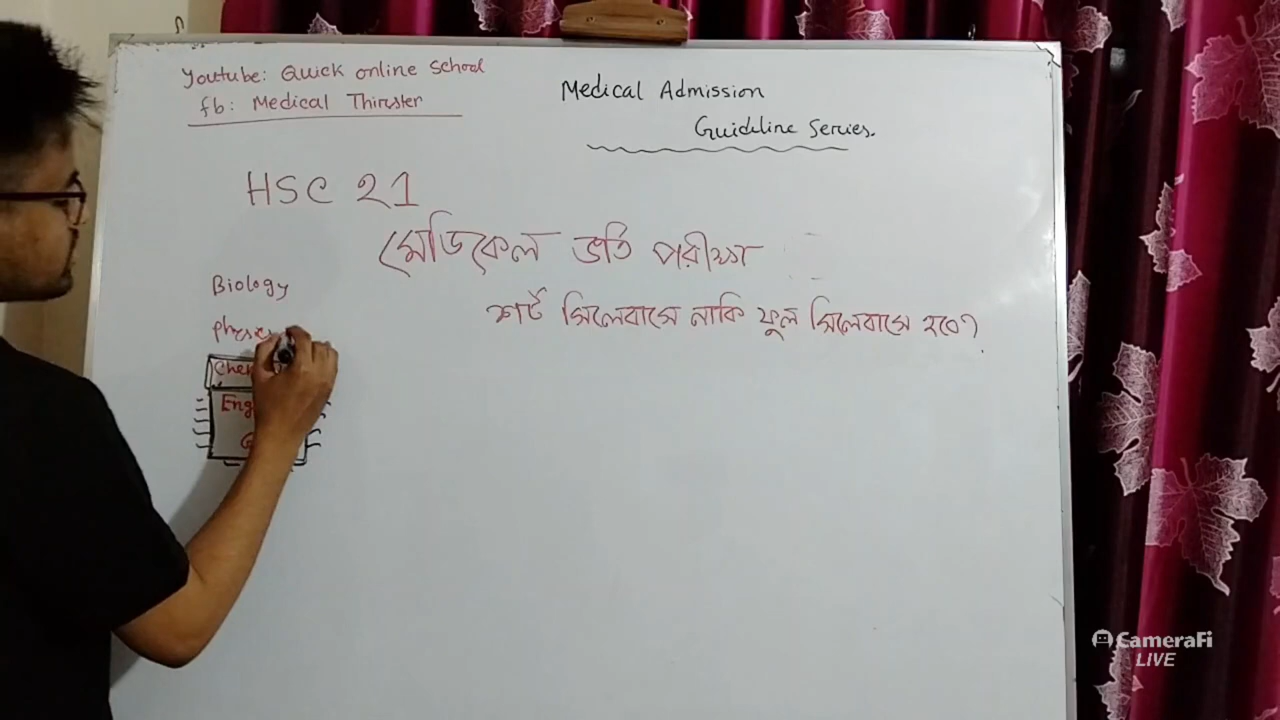 Youtube: Quick online School
fb: Medical Thiruster
Medical Admission
Guideline Series.
HSC 21
মেডিকেল ভর্তি পরীক্ষা
শর্ট সিলেবাসে নাকি ফুল সিলেবাসে হবে?
Biology
CameraFi
LIVE